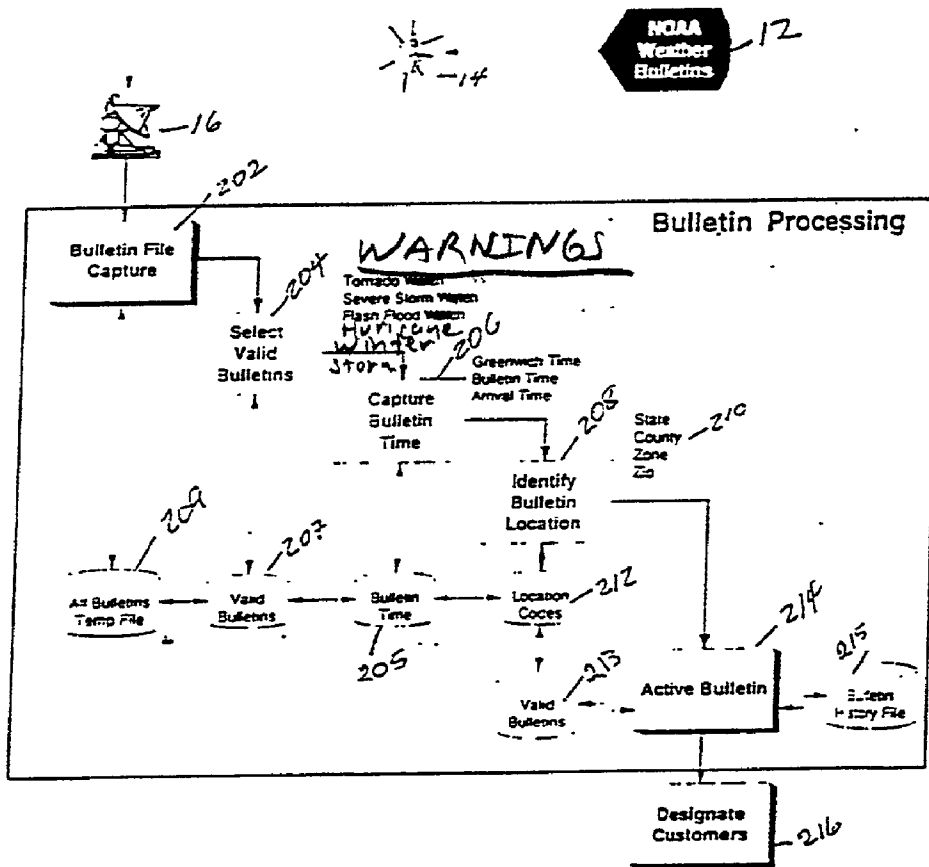 NOAA
Weather
Bulletins
12
14
16
202
Bulletin Processing
Bulletin File
Capture
WARNINGS
204
Tornado Watch
Severe Storm Watch
Flash Flood Watch
Huricane
Winter
Storm
Select
Valid
Bulletins
206
Greenwich Time
Bulletin Time
Arrival Time
Capture
Bulletin
Time
208
State
County
Zone
Zip
210
Identify
Bulletin
Location
209
207
All Bulletins
Temp File
Valid
Bulletins
Bulletin
Time
Location
Codes
212
205
214
213
215
Valid
Bulletins
Active Bulletin
Bulletin
History File
Designate
Customers
216